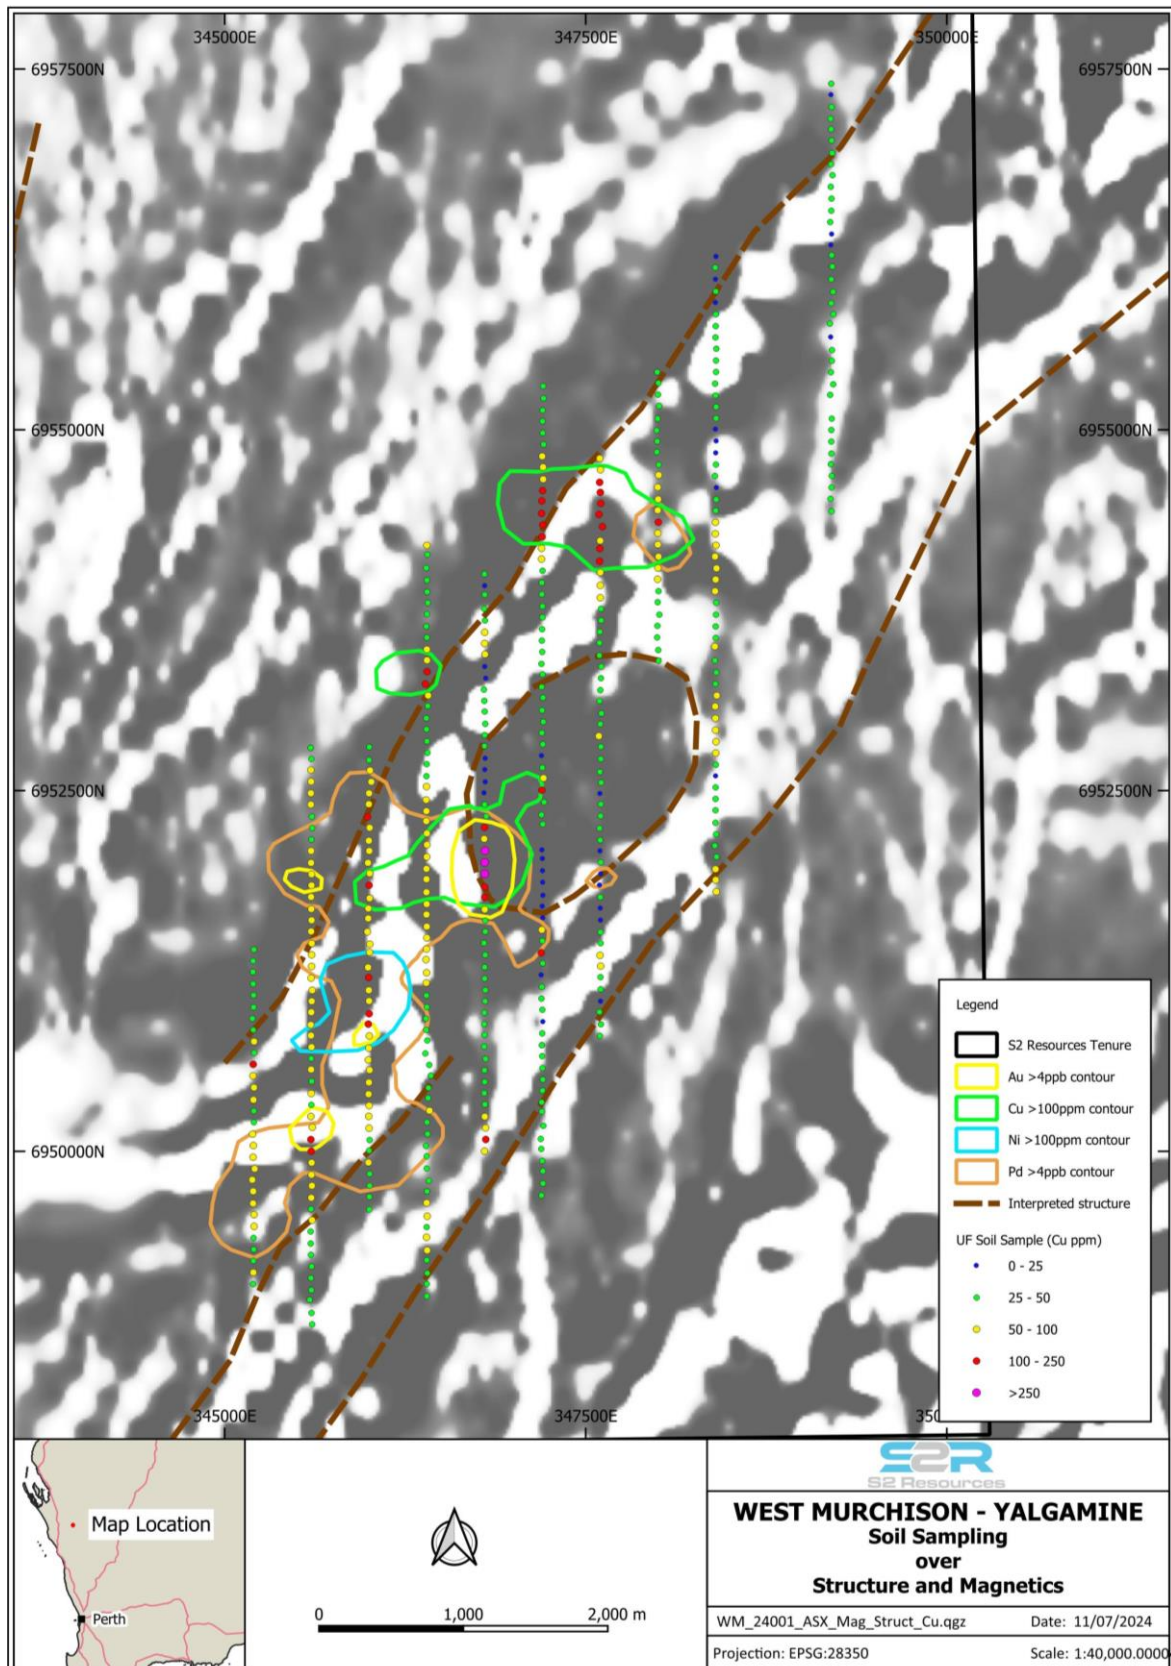 345000E
347500E
350000E
6957500N
6957500N
6955000N
6952500N
6952500N
6950000N
345000E
347500E
Legend
S2 Resources Tenure
Au >4ppb contour
Cu >100ppm contour
Ni >100ppm contour
Pd >4ppb contour
Interpreted structure
UF Soil Sample (Cu ppm)
0 - 25
25 - 50
50 - 100
100 - 250
>250
Map Location
Perth
0 1,000 2,000 m
S2R
S2 Resources
WEST MURCHISON - YALGAMINE
Soil Sampling
over
Structure and Magnetics
WM_24001_ASX_Mag_Struct_Cu.qgz Date: 11/07/2024
Projection: EPSG:28350 Scale: 1:40,000.0000